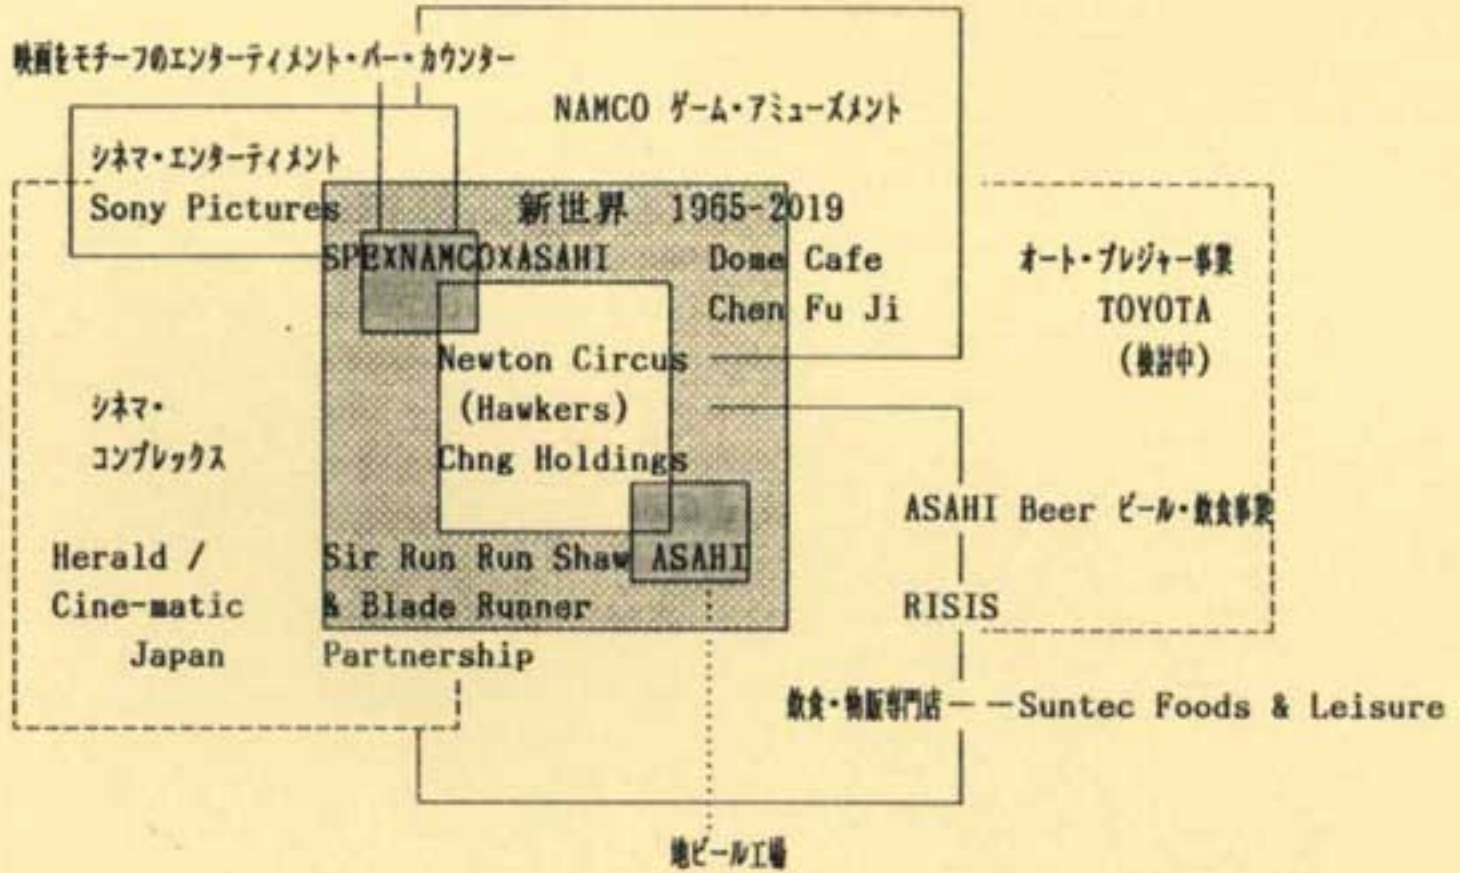 映画をモチーフのエンターティメント・バー・カウンター
NAMCO ゲーム・アミューズメント
シネマ・エンターティメント
Sony Pictures
新世界 1965-2019
SPEXNAMCOXASAHI
Dome Cafe
Chen Fu Ji
オート・プレジャー事業
TOYOTA
(検討中)
Newton Circus
(Hawkers)
Chng Holdings
シネマ・
コンプレックス
ASAHI Beer ビール・飲食事業
Herald /
Cine-matic
Japan
Sir Run Run Shaw
& Blade Runner
Partnership
ASAHI
RISIS
飲食・物販専門店
Suntec Foods & Leisure
地ビール工場